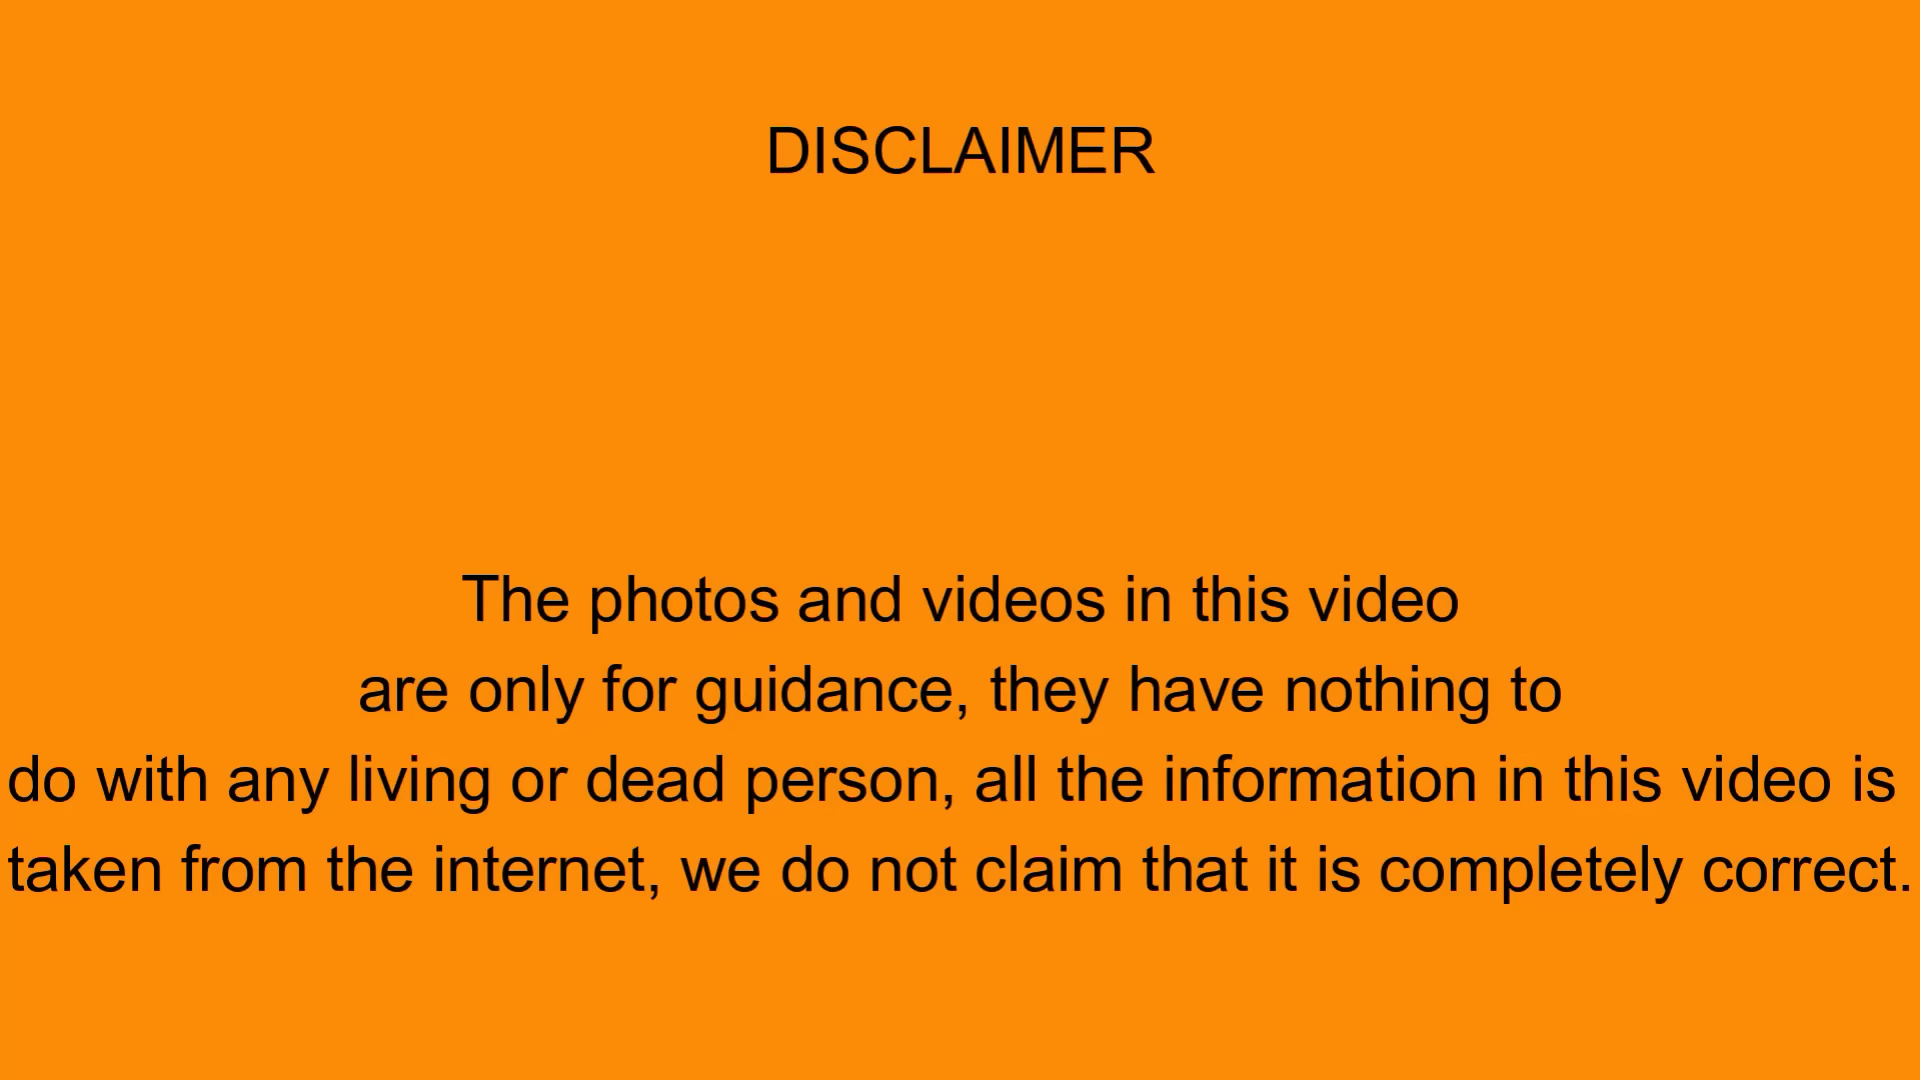 DISCLAIMER
The photos and videos in this video
are only for guidance, they have nothing to
do with any living or dead person, all the information in this video is
taken from the internet, we do not claim that it is completely correct.